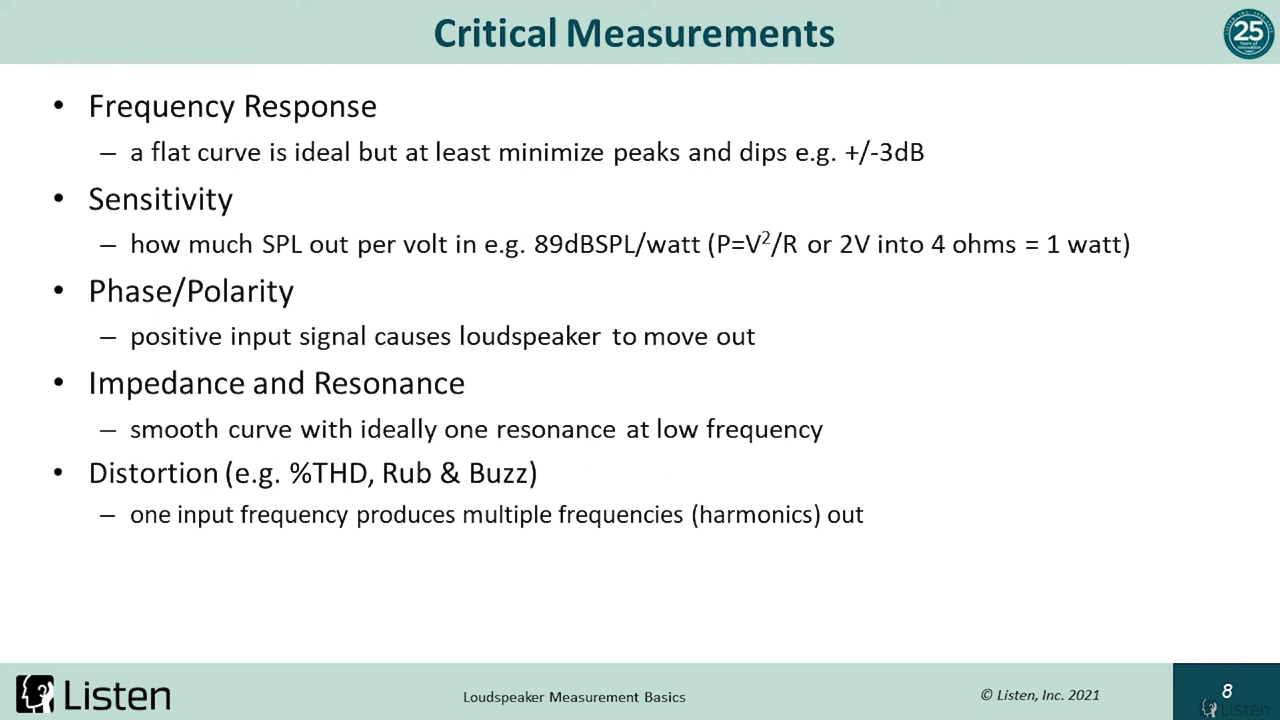 Critical Measurements
25
Years of
Innovation
• Frequency Response
– a flat curve is ideal but at least minimize peaks and dips e.g. +/-3dB
• Sensitivity
– how much SPL out per volt in e.g. 89dBSPL/watt (P=V²/R or 2V into 4 ohms = 1 watt)
• Phase/Polarity
– positive input signal causes loudspeaker to move out
• Impedance and Resonance
– smooth curve with ideally one resonance at low frequency
• Distortion (e.g. %THD, Rub & Buzz)
– one input frequency produces multiple frequencies (harmonics) out
Listen
Loudspeaker Measurement Basics
© Listen, Inc. 2021
8
Listen